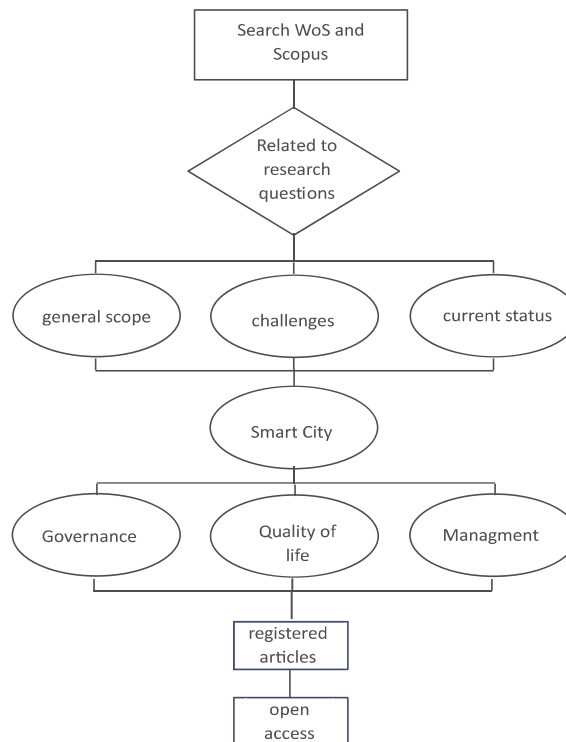 Search WoS and
Scopus
Related to
research
questions
general scope
challenges
current status
Smart City
Governance
Quality of
life
Managment
registered
articles
open
access